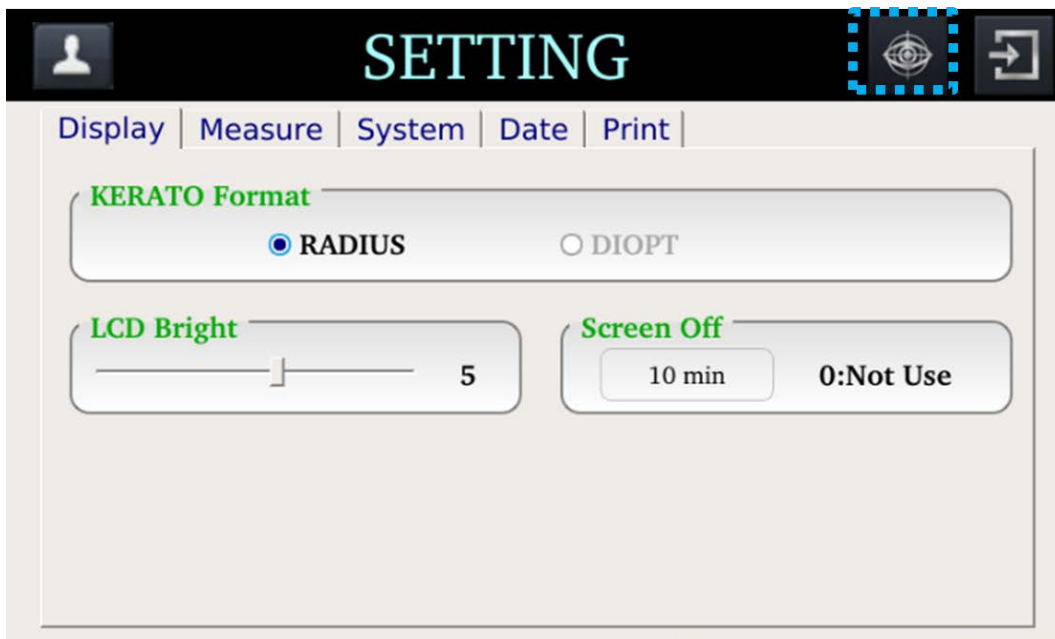 SETTING
Display Measure System Date Print
KERATO Format
RADIUS DIOPT
LCD Bright Screen Off
5 10 min 0:Not Use